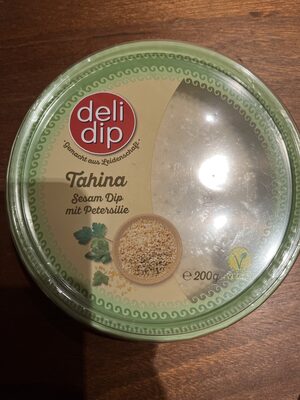 deli
dip
Gemacht aus Leidenschaft
Tahina
Sesam Dip
mit Petersilie
℮ 200g